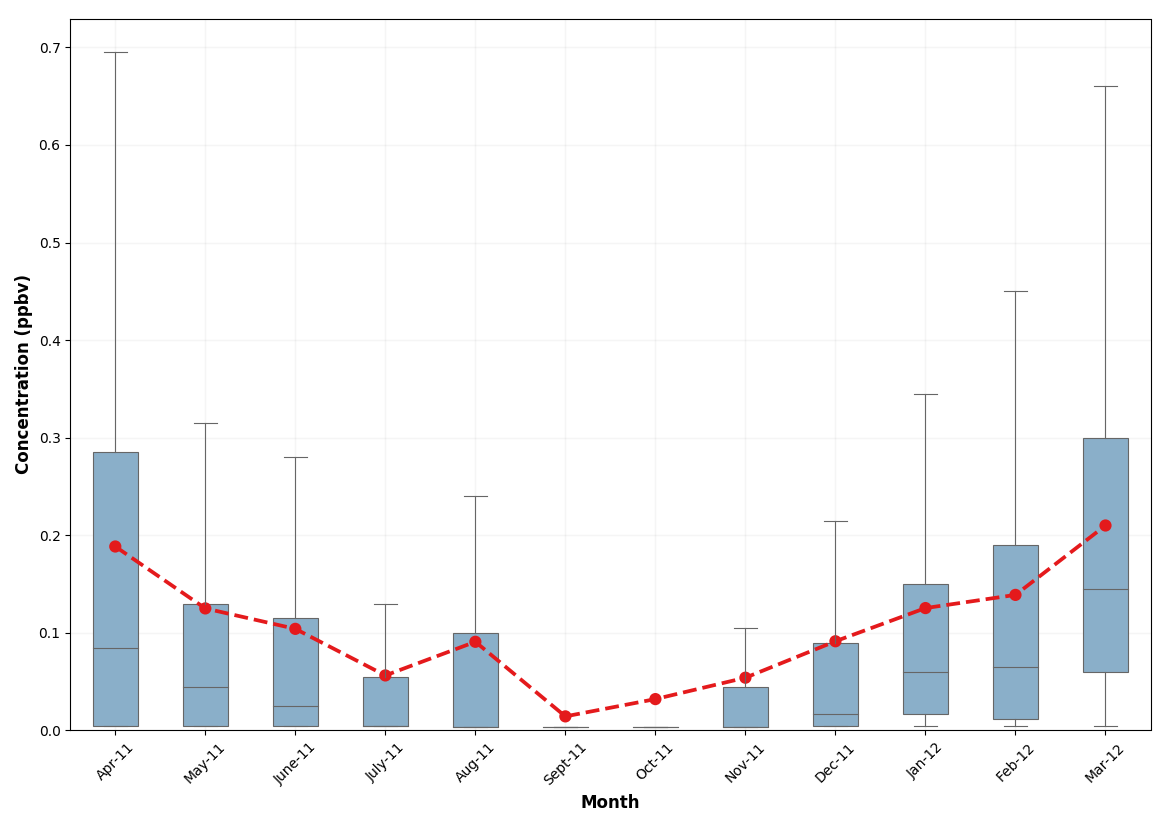 0.7
0.6
0.5
0.4
0.3
0.2
0.1
0.0
Concentration (ppbv)
Apr-11
May-11
June-11
July-11
Aug-11
Sept-11
Oct-11
Nov-11
Dec-11
Jan-12
Feb-12
Mar-12
Month